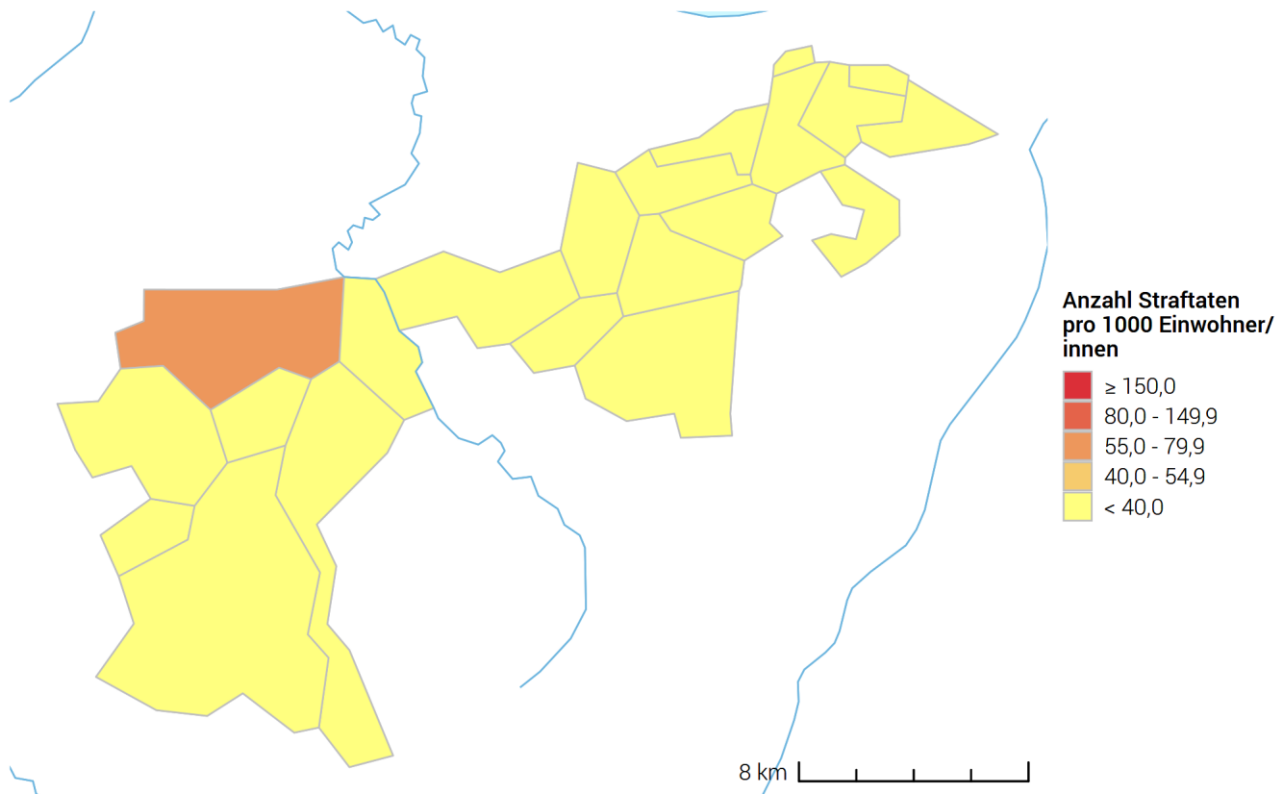 Anzahl Straftaten
pro 1000 Einwohner/
innen
≥ 150,0
80,0 - 149,9
55,0 - 79,9
40,0 - 54,9
< 40,0
8 km